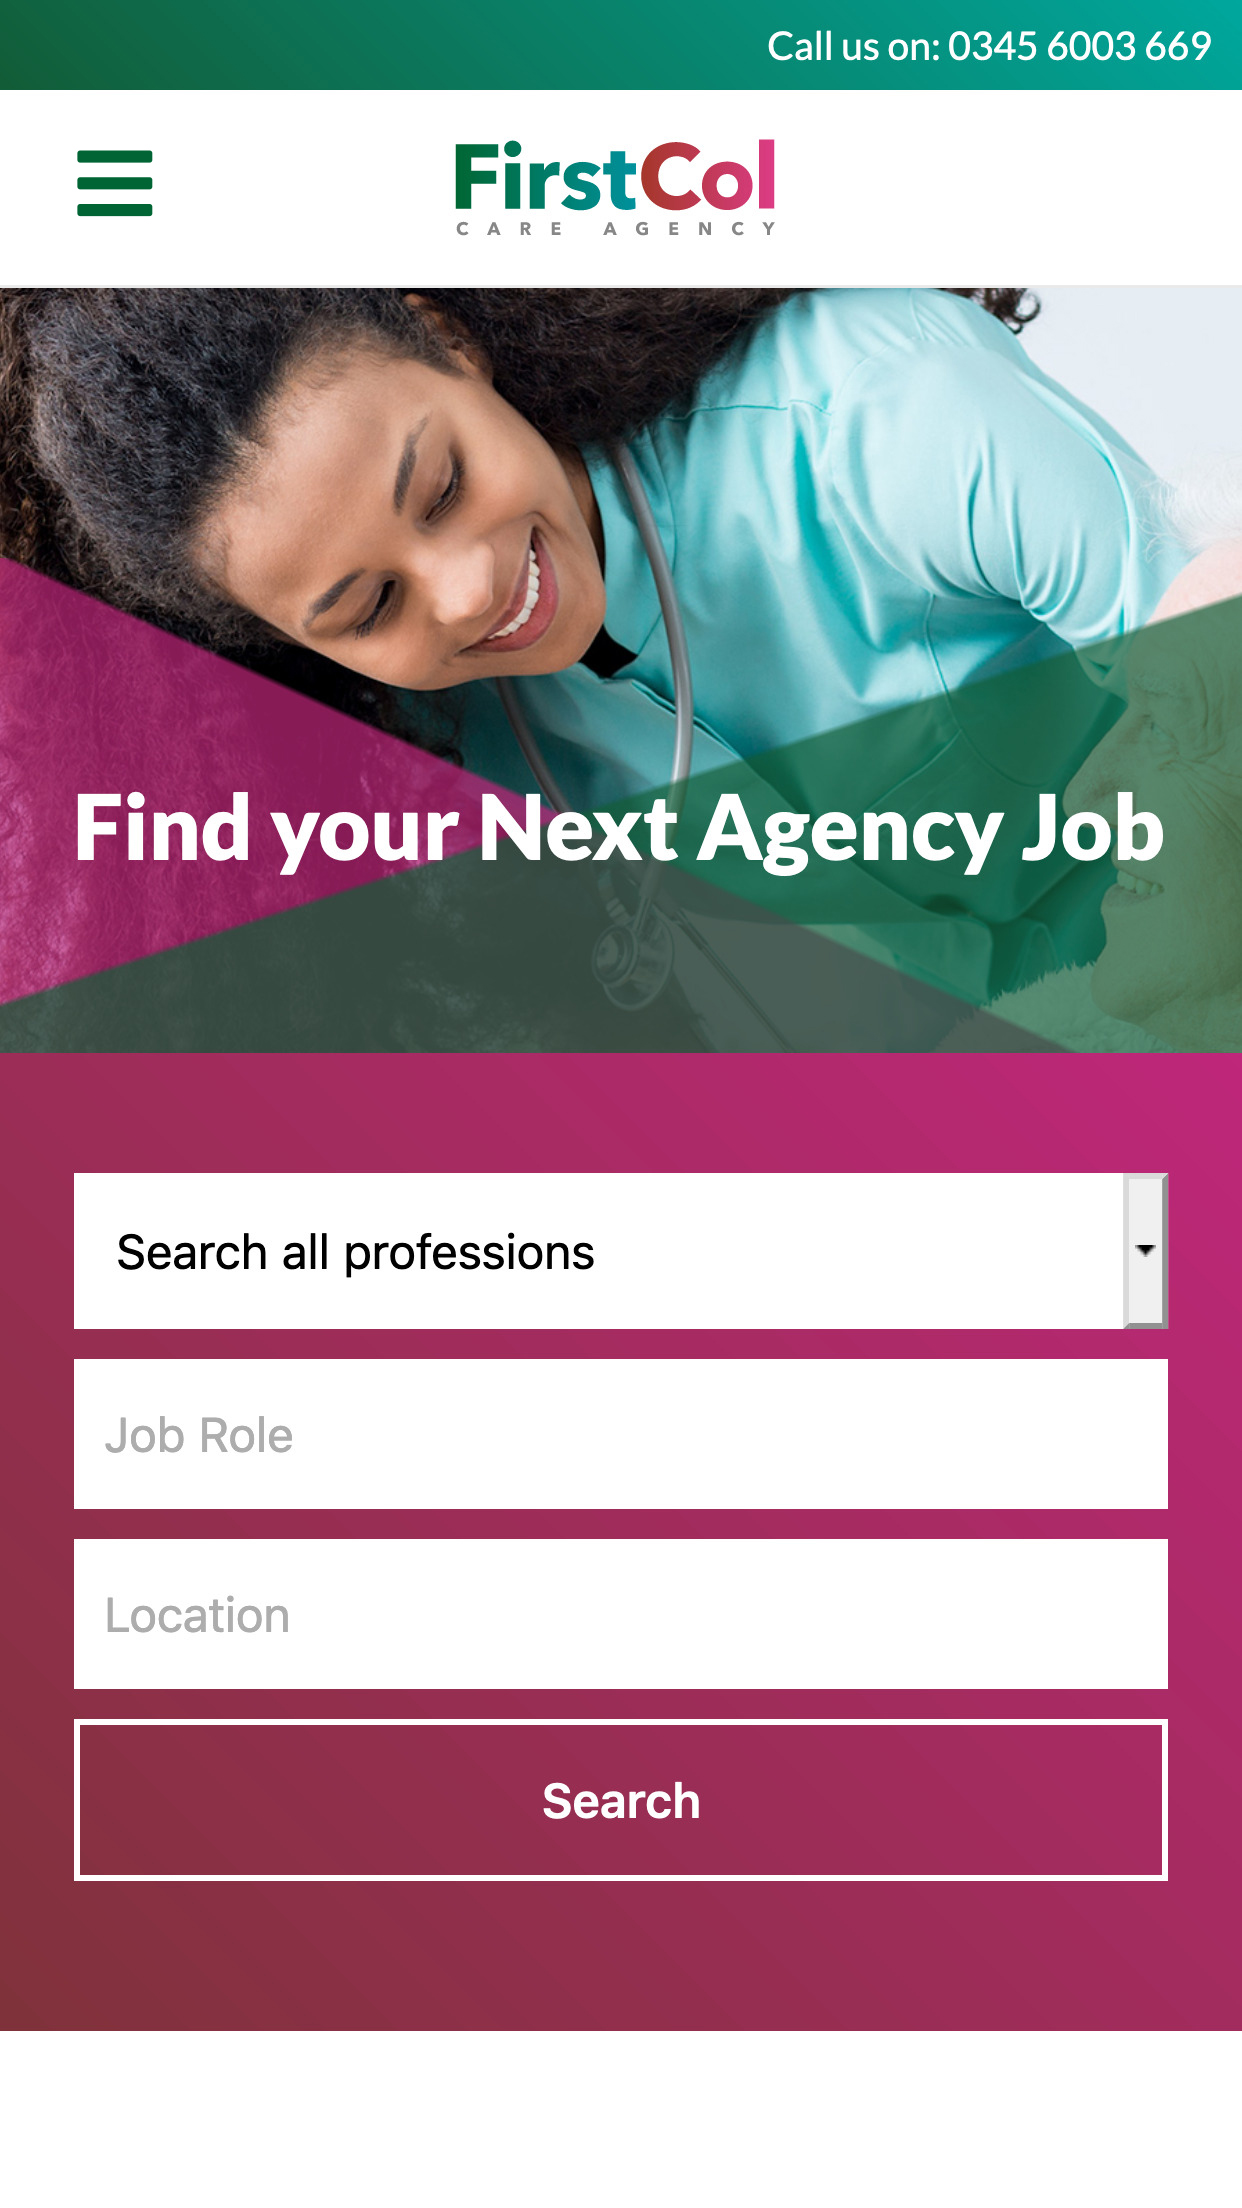 Call us on: 0345 6003 669
FirstCol
CARE AGENCY
Find your Next Agency Job
Search all professions
Job Role
Location
Search